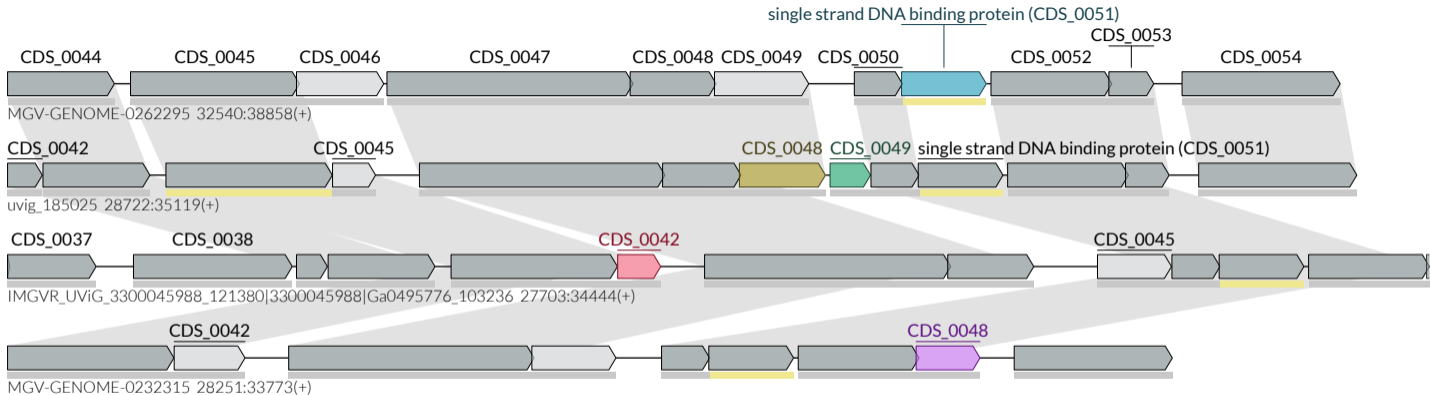 single strand DNA binding protein (CDS_0051)
CDS_0053
CDS_0044 CDS_0045 CDS_0046 CDS_0047 CDS_0048 CDS_0049 CDS_0050 CDS_0052 CDS_0054
MGV-GENOME-0262295 32540:38858(+)
CDS_0042 CDS_0045 CDS_0048 CDS_0049 single strand DNA binding protein (CDS_0051)
uvig_185025 28722:35119(+)
CDS_0037 CDS_0038 CDS_0042 CDS_0045
IMGVR_UViG_3300045988_121380|3300045988|Ga0495776_103236 27703:34444(+)
CDS_0042 CDS_0048
MGV-GENOME-0232315 28251:33773(+)